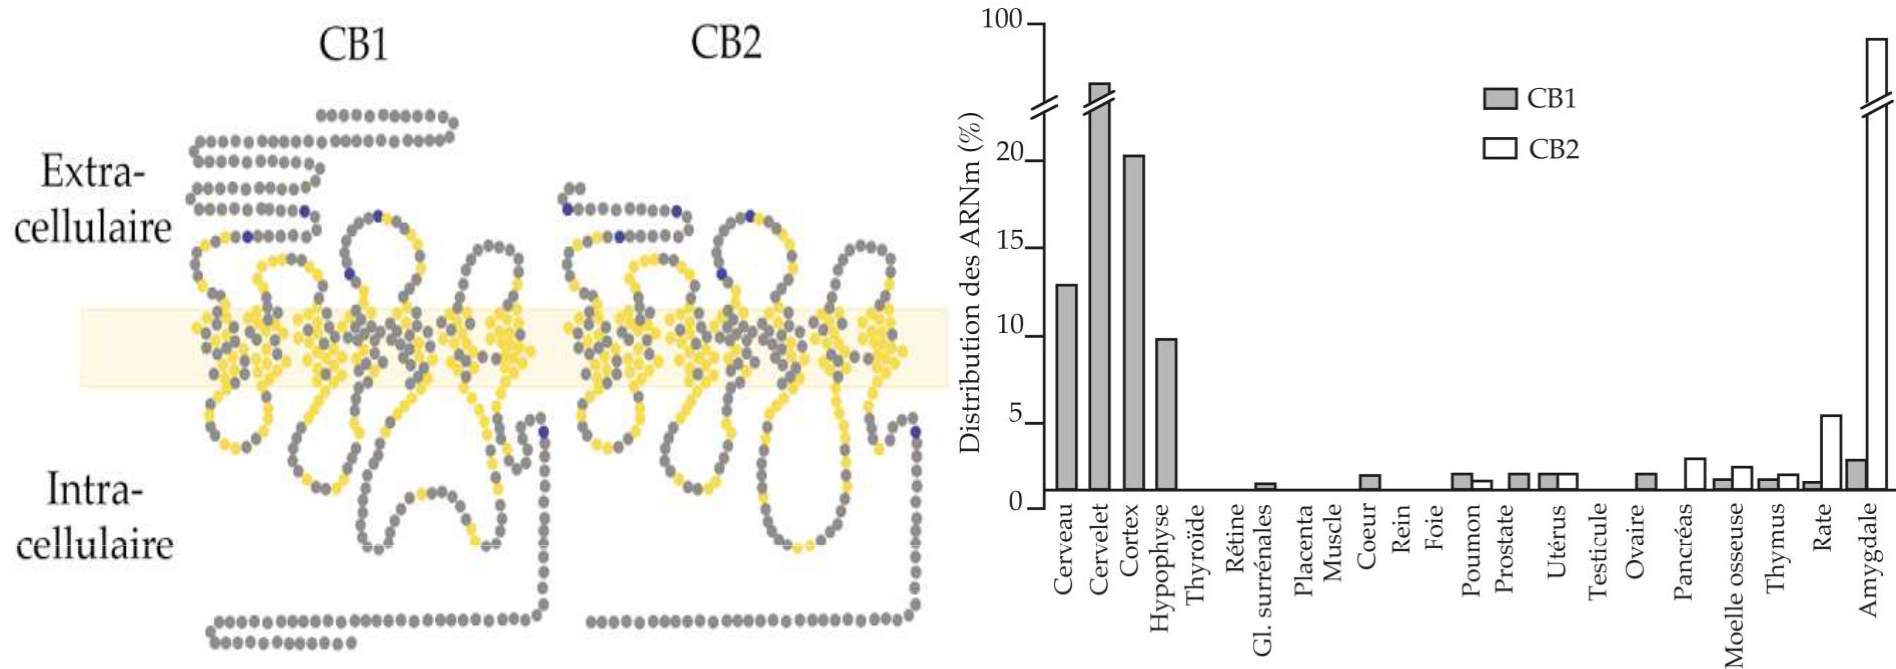 CB1
CB2
Extra-
cellulaire
Intra-
cellulaire
Distribution des ARNm (%)
100
20
15
10
5
0
CB1
CB2
Cerveau
Cervelet
Cortex
Hypophyse
Thyroïde
Rétine
Gl. surrénales
Placenta
Muscle
Coeur
Rein
Foie
Poumon
Prostate
Utérus
Testicule
Ovaire
Pancréas
Moelle osseuse
Thymus
Rate
Amygdale